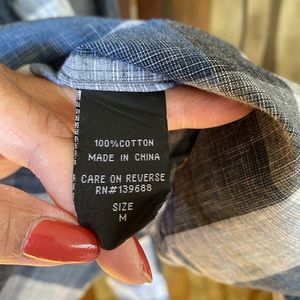 100%COTTON
MADE IN CHINA
CARE ON REVERSE
RN#139688
SIZE
M